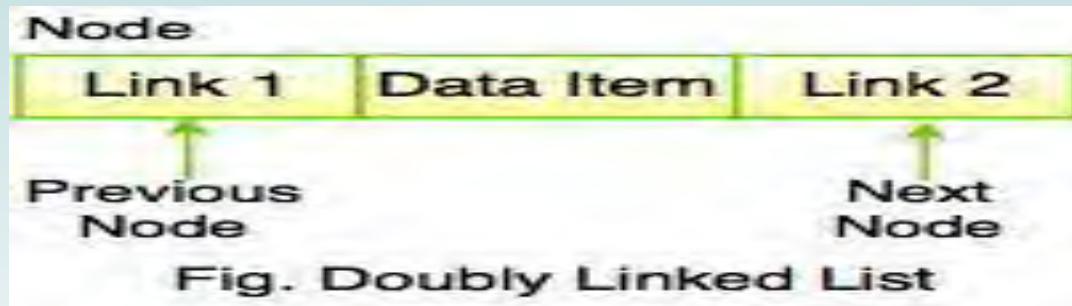 Node
Link 1 Data Item Link 2
Previous Node
Next Node
Fig. Doubly Linked List